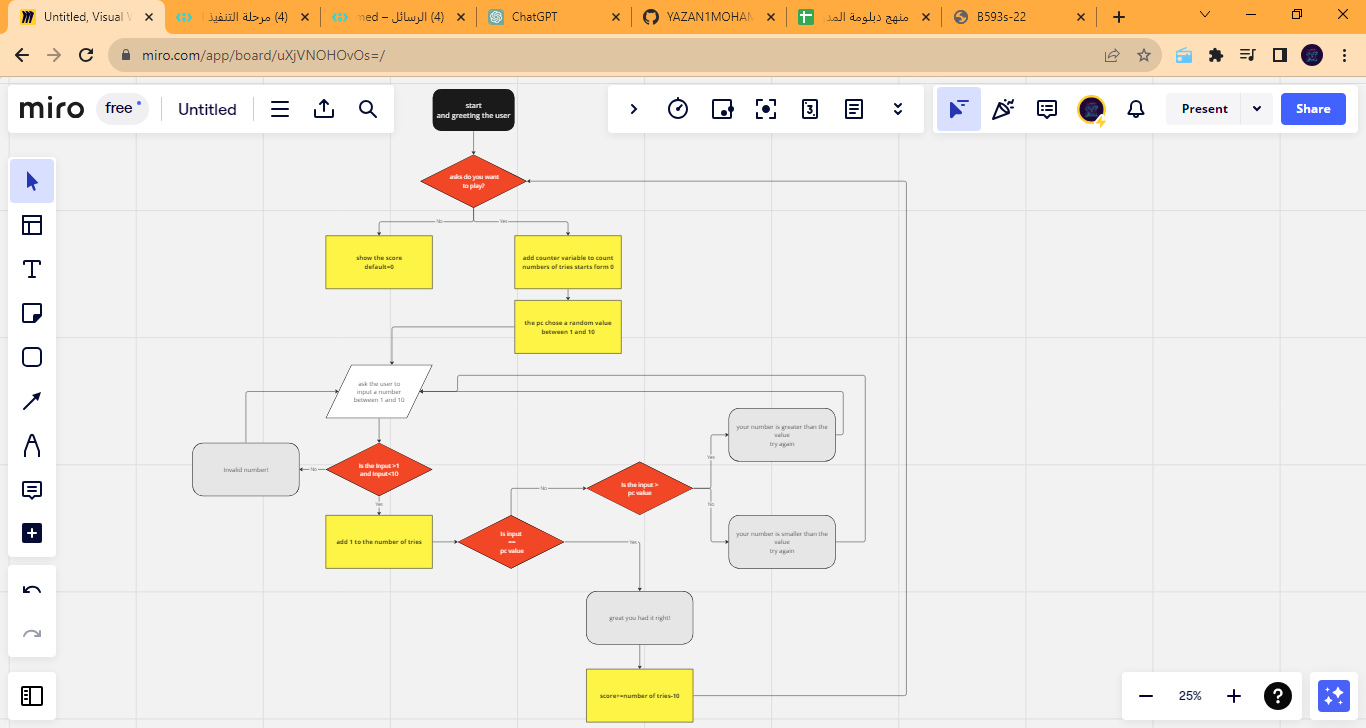 Untitled, Visual W
(4) مرحلة التنفيذ
(4) الرسائل – med
ChatGPT
YAZAN1MOHAM
منهج دبلومة المد
B593s-22
miro.com/app/board/uXjVNOHOvOs=/
miro
free
Untitled
3
Present
Share
start
and greeting the user
asks do you want
to play?
No
Yes
show the score
default=0
add counter variable to count
numbers of tries starts form 0
the pc chose a random value
between 1 and 10
ask the user to
input a number
between 1 and 10
your number is greater than the
value
try again
Invalid number!
No
Is the input >1
and input<10
Yes
No
Is the input >
pc value
Yes
No
add 1 to the number of tries
Is input
==
pc value
Yes
your number is smaller than the
value
try again
great you had it right!
score+=number of tries-10
25%
?